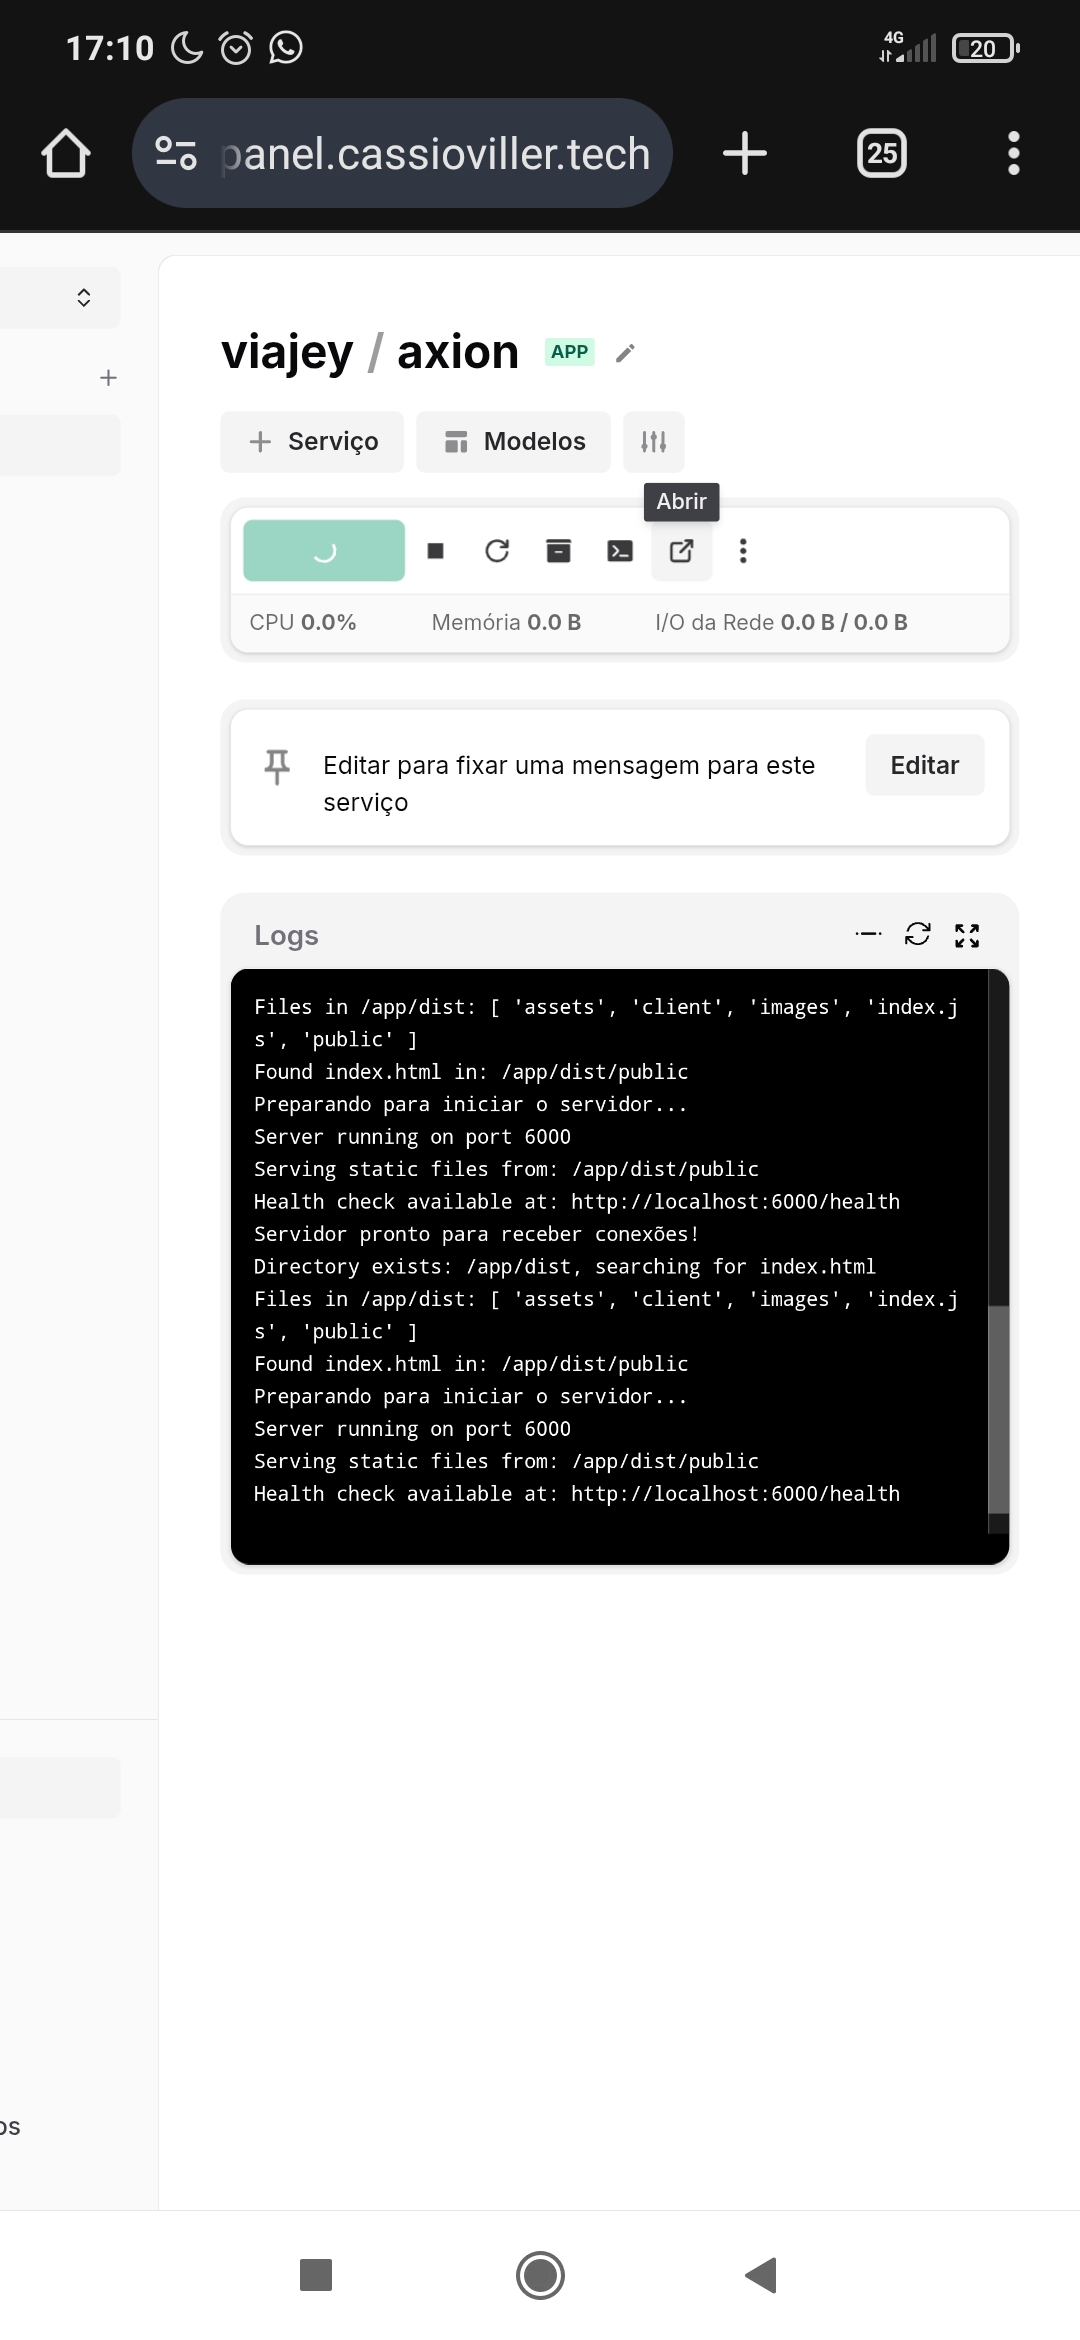 17:10
4G
20
panel.cassioviller.tech
25
viajey / axion APP
Serviço
Modelos
Abrir
CPU 0.0%
Memória 0.0 B
I/O da Rede 0.0 B / 0.0 B
Editar para fixar uma mensagem para este
serviço
Editar
Logs
Files in /app/dist: [ 'assets', 'client', 'images', 'index.j
s', 'public' ]
Found index.html in: /app/dist/public
Preparando para iniciar o servidor...
Server running on port 6000
Serving static files from: /app/dist/public
Health check available at: http://localhost:6000/health
Servidor pronto para receber conexões!
Directory exists: /app/dist, searching for index.html
Files in /app/dist: [ 'assets', 'client', 'images', 'index.j
s', 'public' ]
Found index.html in: /app/dist/public
Preparando para iniciar o servidor...
Server running on port 6000
Serving static files from: /app/dist/public
Health check available at: http://localhost:6000/health
os